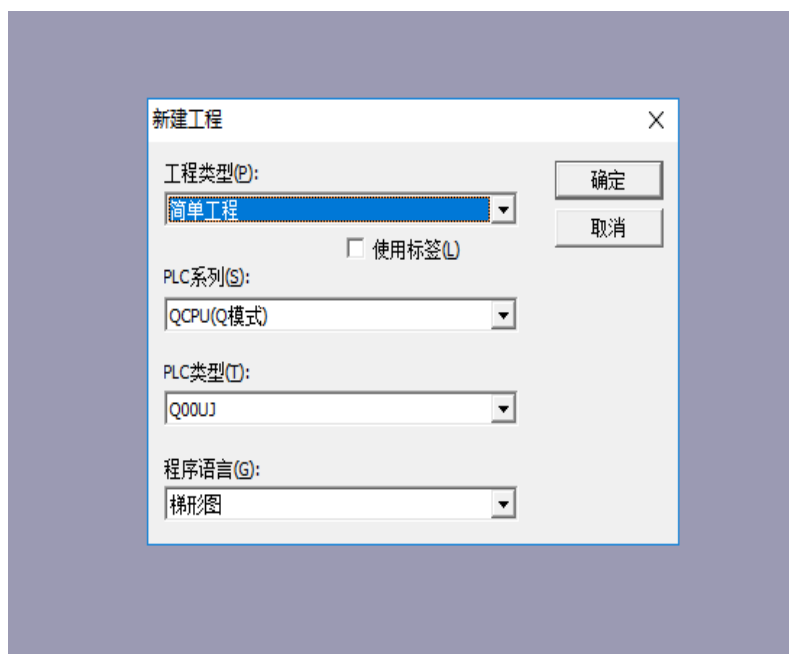 新建工程
工程类型(P):
确定
简单工程
取消
使用标签(L)
PLC系列(S):
QCPU(Q模式)
PLC类型(T):
Q00UJ
程序语言(G):
梯形图